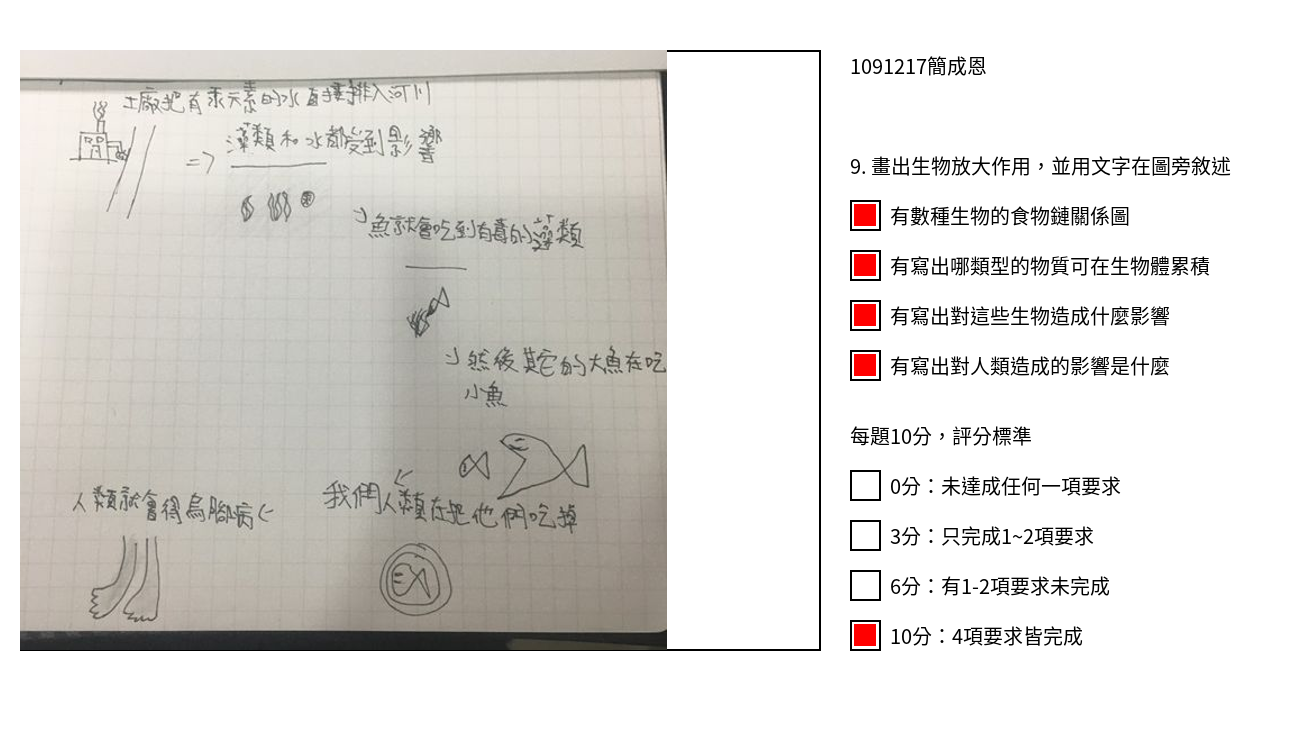 工廠把有汞元素的水直接排入河川
=> 藻類和水都受到影響
魚就會吃到有毒的藻類
然後其它的大魚在吃
小魚
我們人類在把他們吃掉
人類就會得烏腳病
1091217簡成恩
9. 畫出生物放大作用，並用文字在圖旁敘述
有數種生物的食物鏈關係圖
有寫出哪類型的物質可在生物體累積
有寫出對這些生物造成什麼影響
有寫出對人類造成的影響是什麼
每題10分，評分標準
0分：未達成任何一項要求
3分：只完成1~2項要求
6分：有1-2項要求未完成
10分：4項要求皆完成